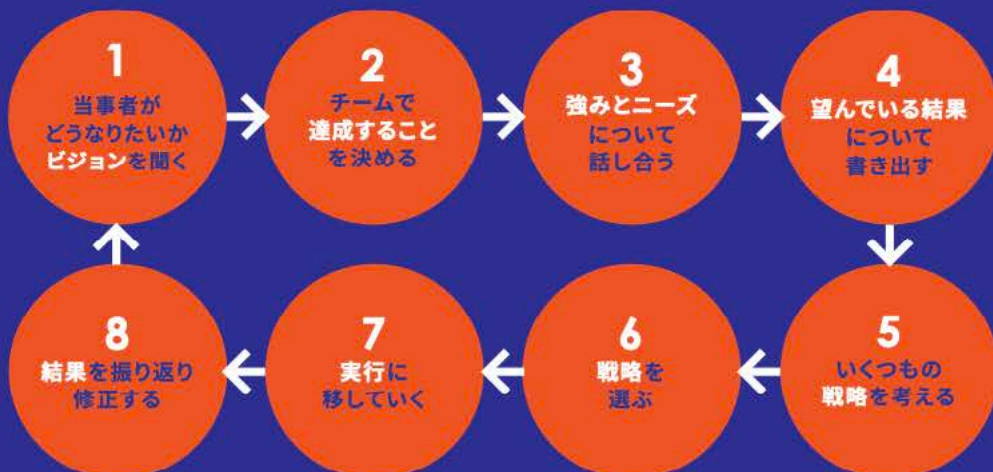 1
当事者が
どうなりたいか
ビジョンを聞く
2
チームで
達成すること
を決める
3
強みとニーズ
について
話し合う
4
望んでいる結果
について
書き出す
5
いくつもの
戦略を考える
6
戦略を
選ぶ
7
実行に
移していく
8
結果を振り返り
修正する